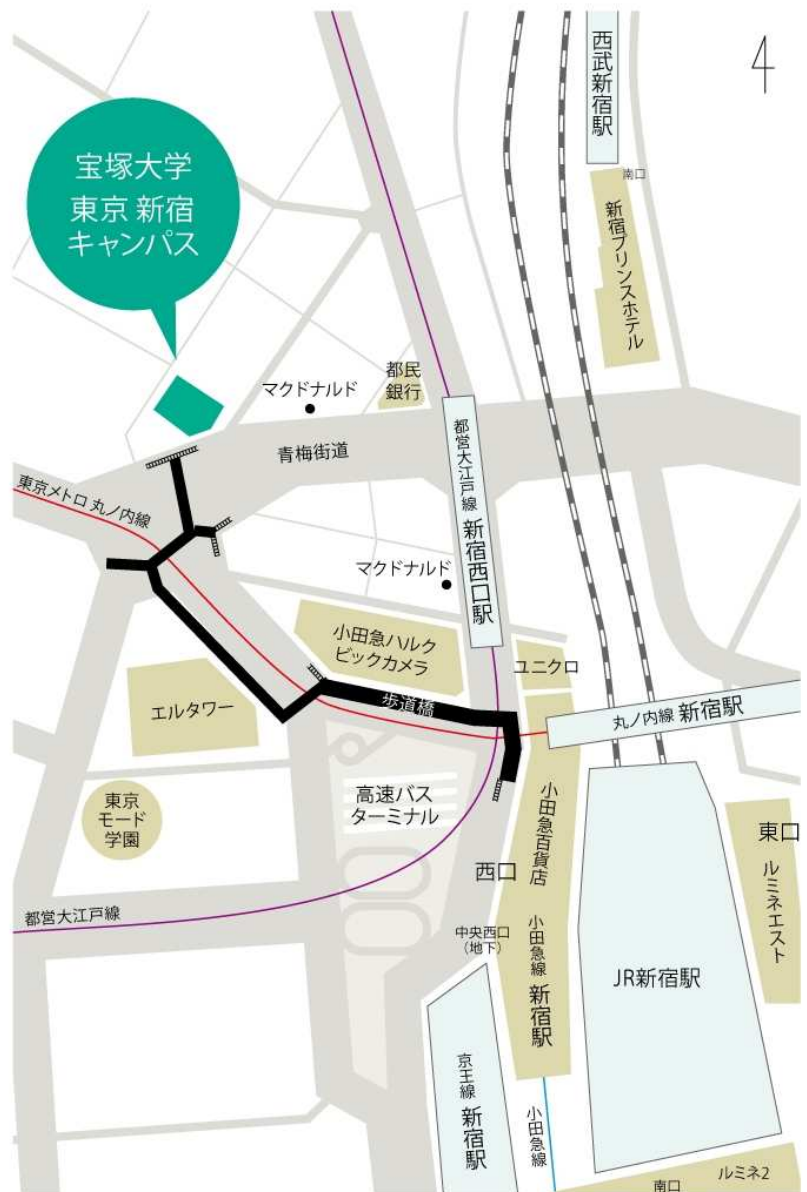 西武新宿駅
4
南口
宝塚大学
東京 新宿
キャンパス
新宿プリンスホテル
都民
銀行
マクドナルド
青梅街道
都営大江戸線 新宿西口駅
東京メトロ 丸ノ内線
マクドナルド
小田急ハルク
ビックカメラ
ユニクロ
エルタワー
歩道橋
丸ノ内線 新宿駅
東京
モード
学園
高速バス
ターミナル
小田急百貨店
西口
東口
ルミネエスト
都営大江戸線
中央西口
(地下)
小田急線 新宿駅
JR新宿駅
京王線 新宿駅
小田急線
ルミネ2
南口